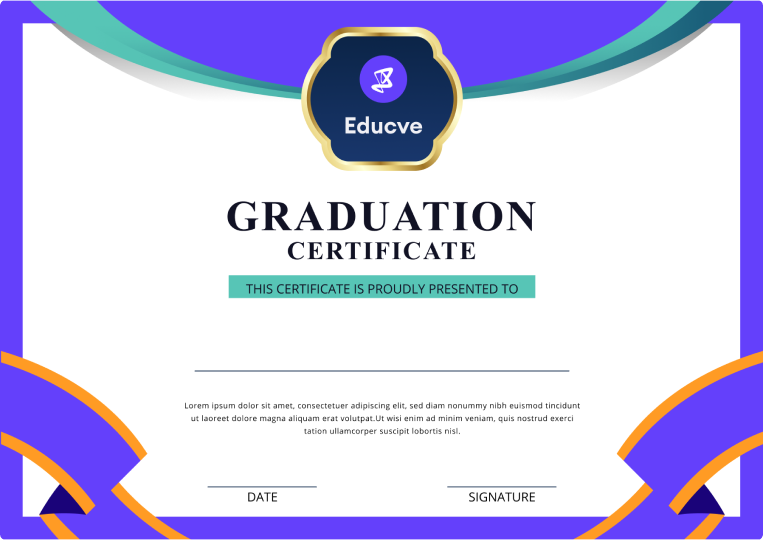 Educve
GRADUATION
CERTIFICATE
THIS CERTIFICATE IS PROUDLY PRESENTED TO
Lorem ipsum dolor sit amet, consectetuer adipiscing elit, sed diam nonummy nibh euismod tincidunt
ut laoreet dolore magna aliquam erat volutpat.Ut wisi enim ad minim veniam, quis nostrud exerci
tation ullamcorper suscipit lobortis nisl.
DATE
SIGNATURE